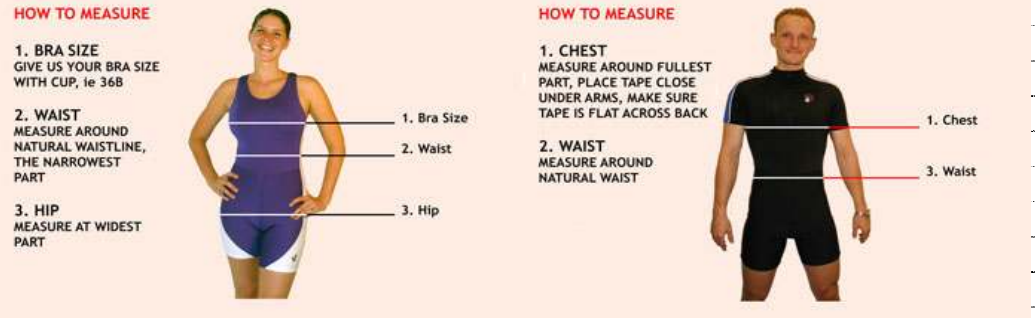 HOW TO MEASURE
1. BRA SIZE
GIVE US YOUR BRA SIZE
WITH CUP, ie 36B
2. WAIST
MEASURE AROUND
NATURAL WAISTLINE,
THE NARROWEST
PART
3. HIP
MEASURE AT WIDEST
PART
1. Bra Size
2. Waist
3. Hip
HOW TO MEASURE
1. CHEST
MEASURE AROUND FULLEST
PART, PLACE TAPE CLOSE
UNDER ARMS, MAKE SURE
TAPE IS FLAT ACROSS BACK
2. WAIST
MEASURE AROUND
NATURAL WAIST
1. Chest
3. Waist